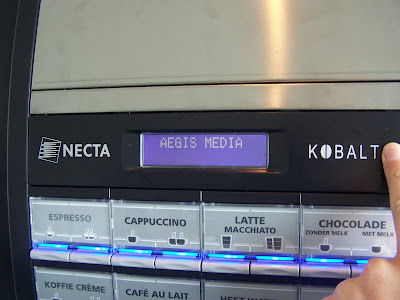 AEGIS MEDIA
NECTA
KOBALT
ESPRESSO
CAPPUCCINO
LATTE
MACCHIATO
CHOCOLADE
ZONDER MELK MET MELK
KOFFIE CRÈME
CAFÉ AU LAIT